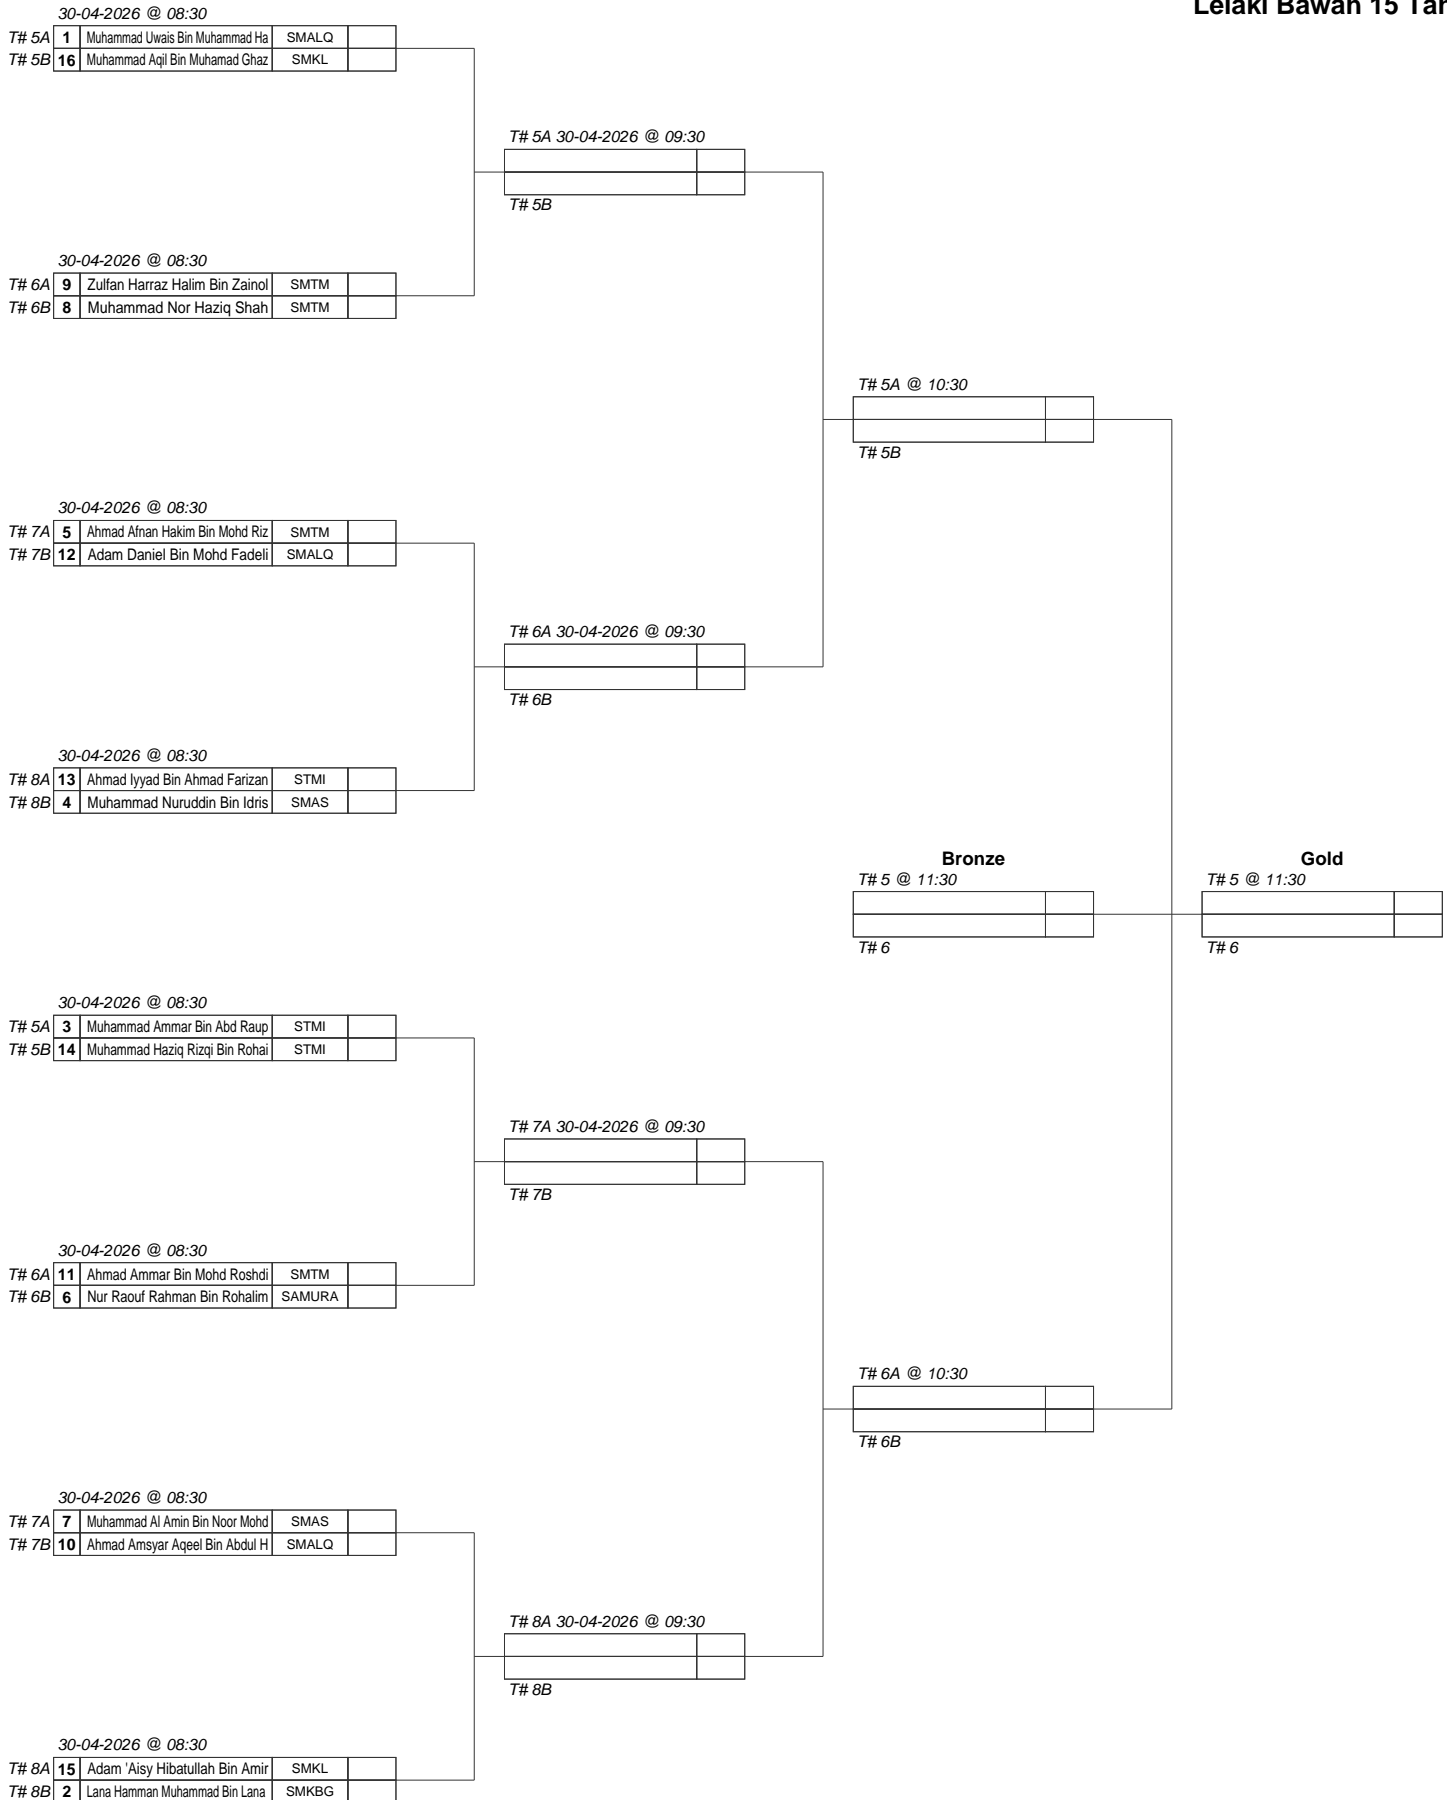 Lelaki Bawah 15 Tah
30-04-2026 @ 08:30
T# 5A 1 Muhammad Uwais Bin Muhammad Ha SMALQ
T# 5B 16 Muhammad Aqil Bin Muhamad Ghaz SMKL
T# 5A 30-04-2026 @ 09:30
T# 5B
30-04-2026 @ 08:30
T# 6A 9 Zulfan Harraz Halim Bin Zainol SMTM
T# 6B 8 Muhammad Nor Haziq Shah SMTM
T# 5A @ 10:30
T# 5B
30-04-2026 @ 08:30
T# 7A 5 Ahmad Afnan Hakim Bin Mohd Riz SMTM
T# 7B 12 Adam Daniel Bin Mohd Fadeli SMALQ
T# 6A 30-04-2026 @ 09:30
T# 6B
30-04-2026 @ 08:30
T# 8A 13 Ahmad Iyyad Bin Ahmad Farizan STMI
T# 8B 4 Muhammad Nuruddin Bin Idris SMAS
Bronze
T# 5 @ 11:30
T# 6
Gold
T# 5 @ 11:30
T# 6
30-04-2026 @ 08:30
T# 5A 3 Muhammad Ammar Bin Abd Raup STMI
T# 5B 14 Muhammad Haziq Rizqi Bin Rohai STMI
T# 7A 30-04-2026 @ 09:30
T# 7B
30-04-2026 @ 08:30
T# 6A 11 Ahmad Ammar Bin Mohd Roshdi SMTM
T# 6B 6 Nur Raouf Rahman Bin Rohalim SAMURA
T# 6A @ 10:30
T# 6B
30-04-2026 @ 08:30
T# 7A 7 Muhammad Al Amin Bin Noor Mohd SMAS
T# 7B 10 Ahmad Amsyar Aqeel Bin Abdul H SMALQ
T# 8A 30-04-2026 @ 09:30
T# 8B
30-04-2026 @ 08:30
T# 8A 15 Adam 'Aisy Hibatullah Bin Amir SMKL
T# 8B 2 Lana Hamman Muhammad Bin Lana SMKBG